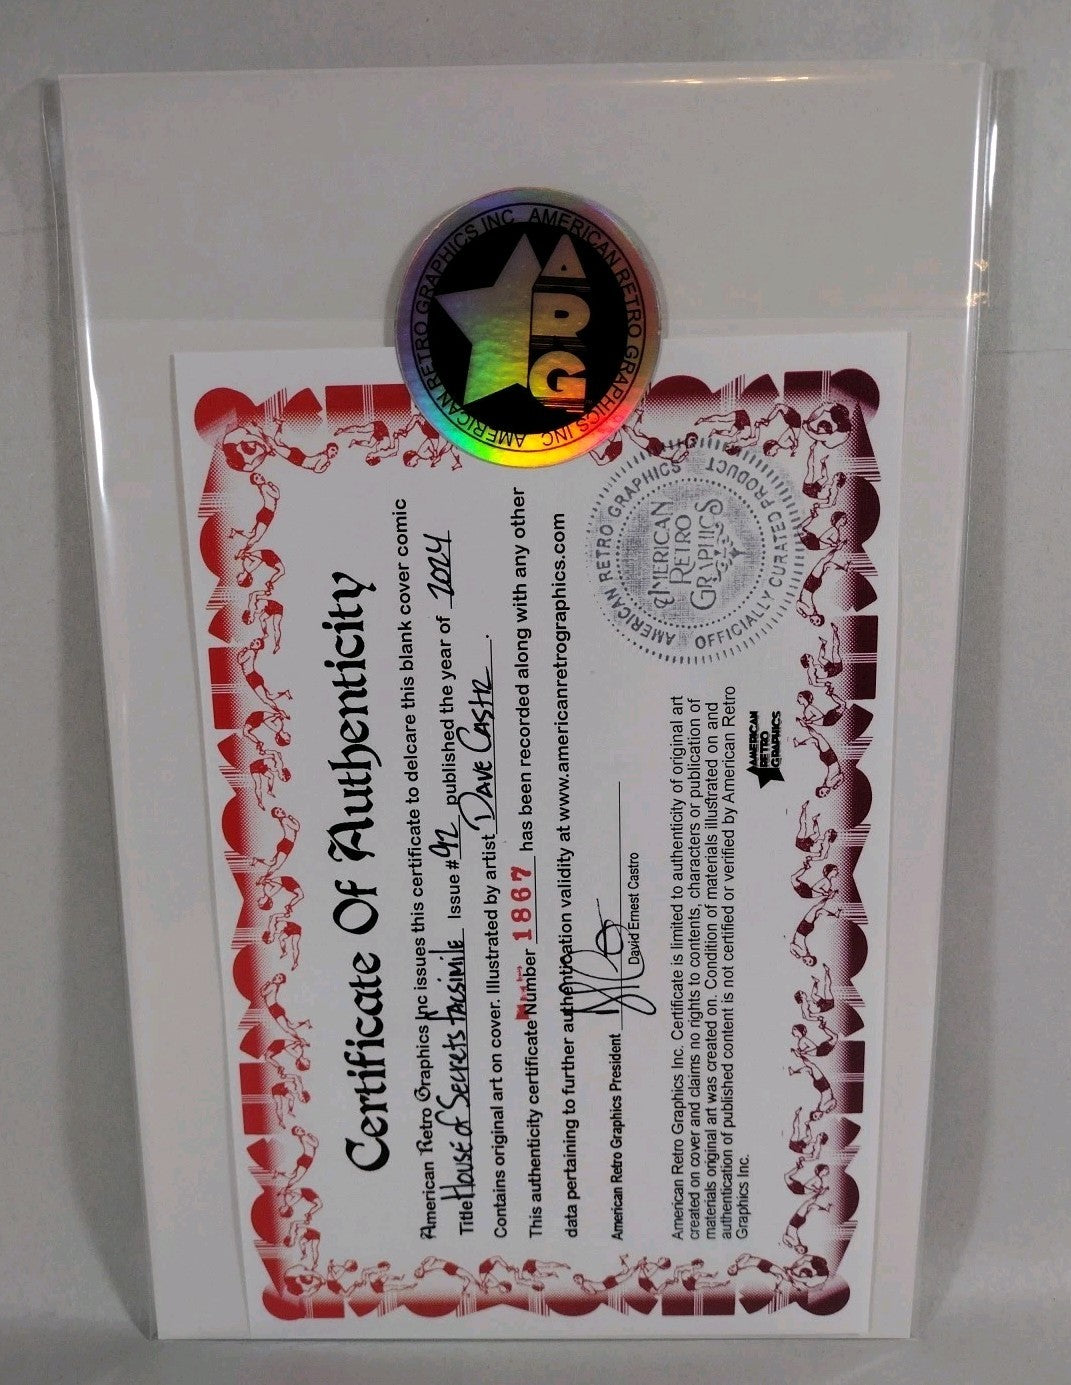 AMERICAN RETRO GRAPHICS INC AMERICAN RETRO GRAPHICS INC
ARG
Certificate Of Authenticity
American Retro Graphics Inc issues this certificate to delcare this blank cover comic
Title House of Secrets Facsimile Issue # 92 published the year of 2024
Contains original art on cover. Illustrated by artist Dave Castr.
This authenticity certificate Number 1867 has been recorded along with any other
data pertaining to further authentication validity at www.americanretrographics.com
American Retro Graphics President
David Ernest Castro
AMERICAN RETRO GRAPHICS
OFFICIALLY CURATED PRODUCT
AMERICAN
RETRO
GRAPHICS
American Retro Graphics Inc. Certificate is limited to authenticity of original art
created on cover and claims no rights to contents, characters or publication of
materials original art was created on. Condition of materials illustrated on and
authentication of published content is not certified or verified by American Retro
Graphics Inc.
AMERICAN
RETRO
GRAPHICS